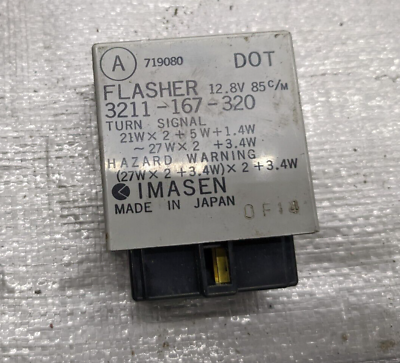 A 719080 DOT
FLASHER 12.8V 85c/M
3211-167-320
TURN SIGNAL
21W×2+5W+1.4W
~27W×2+3.4W
HAZARD WARNING
(27W×2+3.4W)×2+3.4W
IMASEN
MADE IN JAPAN